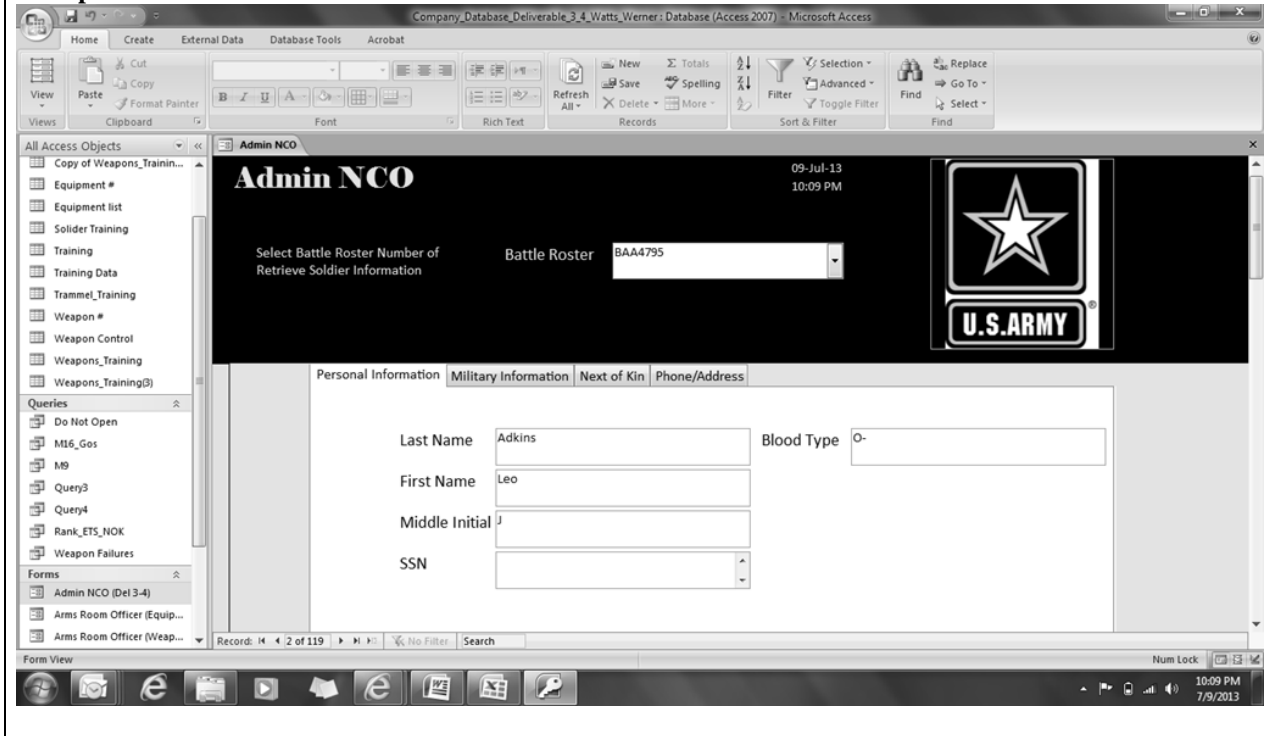 Company_Database_Deliverable_3_4_Watts_Werner : Database (Access 2007) - Microsoft Access
Home Create External Data Database Tools Acrobat
View
Views
Paste
Cut
Copy
Format Painter
Clipboard
B I U A
Font
Rich Text
Refresh All
New
Save
Delete
Σ Totals
Spelling
More
Records
Filter
Selection
Advanced
Toggle Filter
Sort & Filter
Find
Replace
Go To
Select
Find
All Access Objects
Copy of Weapons_Trainin...
Equipment #
Equipment list
Solider Training
Training
Training Data
Trammel_Training
Weapon #
Weapon Control
Weapons_Training
Weapons_Training(3)
Queries
Do Not Open
M16_Gos
M9
Query3
Query4
Rank_ETS_NOK
Weapon Failures
Forms
Admin NCO (Del 3-4)
Arms Room Officer (Equip...
Arms Room Officer (Weap...
Admin NCO
Admin NCO
09-Jul-13
10:09 PM
Select Battle Roster Number of
Retrieve Soldier Information
Battle Roster BAA4795
U.S.ARMY ®
Personal Information Military Information Next of Kin Phone/Address
Last Name Adkins Blood Type O-
First Name Leo
Middle Initial J
SSN
Record: 2 of 119 No Filter Search
Form View Num Lock
10:09 PM
7/9/2013